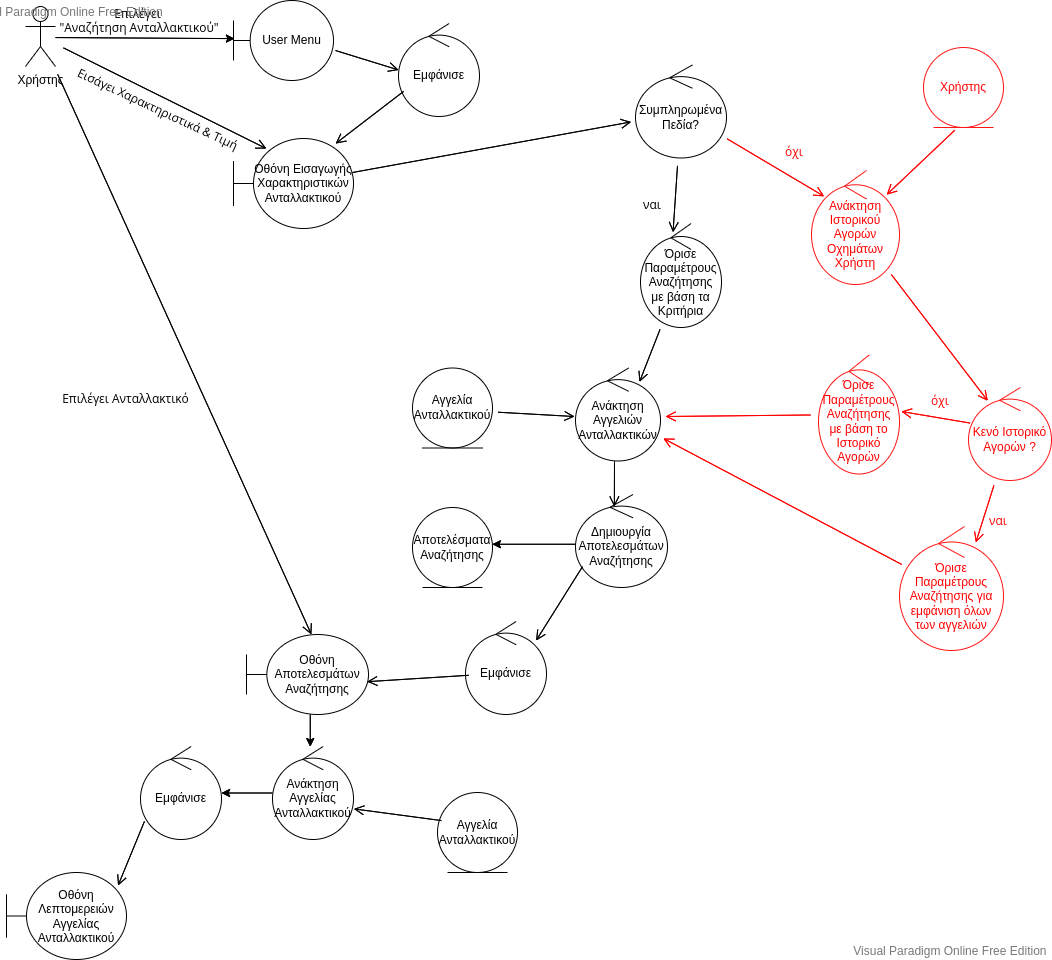 l Paradigm Online Free Edition
Επιλέγει
"Αναζήτηση Ανταλλακτικού"
Χρήστης
User Menu
Εμφάνισε
Εισάγει Χαρακτηριστικά & Τιμή
Οθόνη Εισαγωγής
Χαρακτηριστικών
Ανταλλακτικού
Συμπληρωμένα
Πεδία?
Χρήστης
όχι
ναι
Ανάκτηση
Ιστορικού
Αγορών
Οχημάτων
Χρήστη
Όρισε
Παραμέτρους
Αναζήτησης
με βάση τα
Κριτήρια
Επιλέγει Ανταλλακτικό
Αγγελία
Ανταλλακτικού
Ανάκτηση
Αγγελιών
Ανταλλακτικών
Όρισε
Παραμέτρους
Αναζήτησης
με βάση το
Ιστορικό
Αγορών
όχι
Κενό Ιστορικό
Αγορών ?
ναι
Αποτελέσματα
Αναζήτησης
Δημιουργία
Αποτελεσμάτων
Αναζήτησης
Όρισε
Παραμέτρους
Αναζήτησης για
εμφάνιση όλων
των αγγελιών
Οθόνη
Αποτελεσμάτων
Αναζήτησης
Εμφάνισε
Εμφάνισε
Ανάκτηση
Αγγελίας
Ανταλλακτικού
Αγγελία
Ανταλλακτικού
Οθόνη
Λεπτομερειών
Αγγελίας
Ανταλλακτικού
Visual Paradigm Online Free Edition